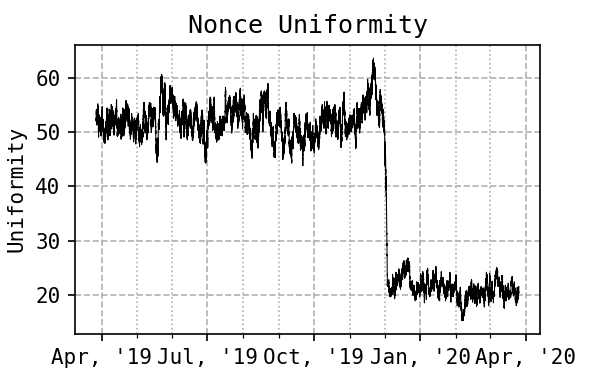 Nonce Uniformity
Uniformity
60
50
40
30
20
Apr, '19 Jul, '19 Oct, '19 Jan, '20 Apr, '20